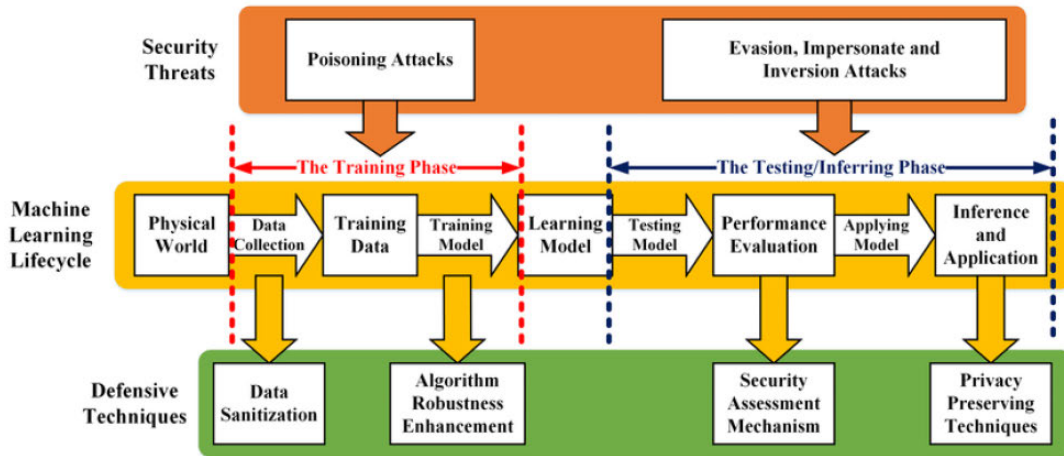 Security
Threats
Poisoning Attacks
Evasion, Impersonate and
Inversion Attacks
The Training Phase
The Testing/Inferring Phase
Machine
Learning
Lifecycle
Physical
World
Data
Collection
Training
Data
Training
Model
Learning
Model
Testing
Model
Performance
Evaluation
Applying
Model
Inference
and
Application
Defensive
Techniques
Data
Sanitization
Algorithm
Robustness
Enhancement
Security
Assessment
Mechanism
Privacy
Preserving
Techniques